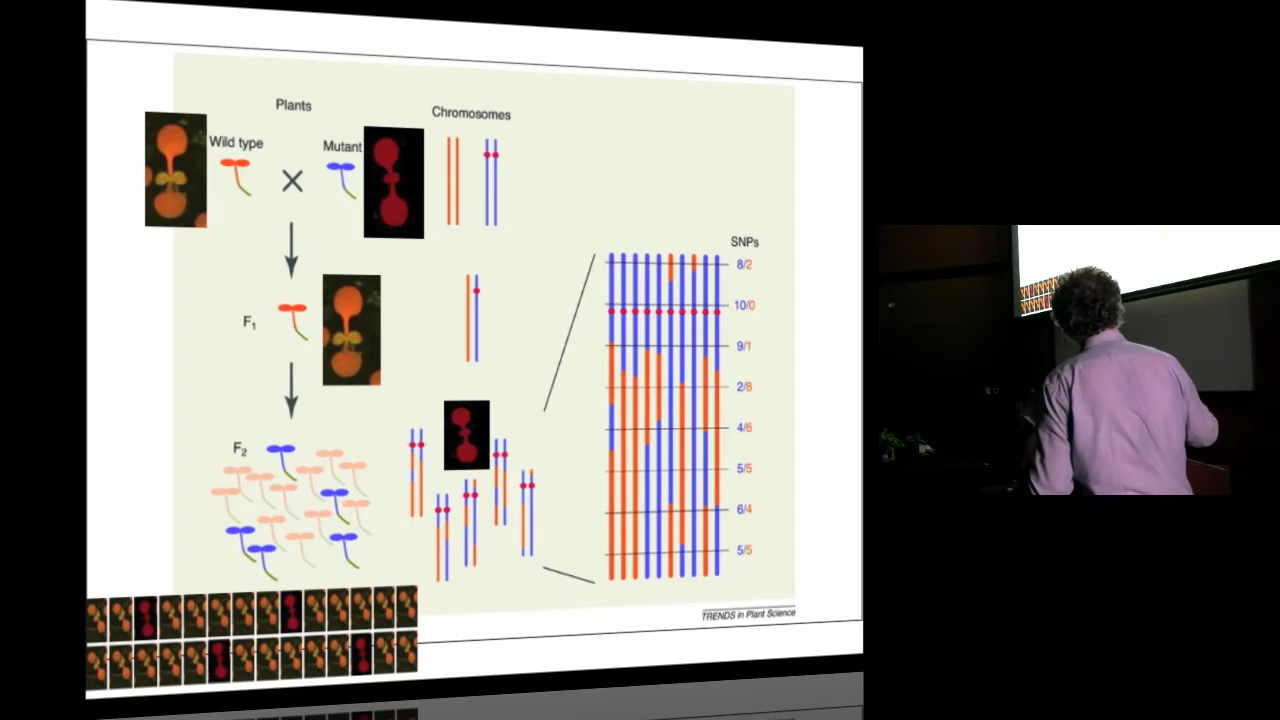 Plants
Chromosomes
Wild type
Mutant
SNPs
8/2
10/0
F1
9/1
2/8
4/6
F2
5/5
6/4
5/5
TRENDS in Plant Science